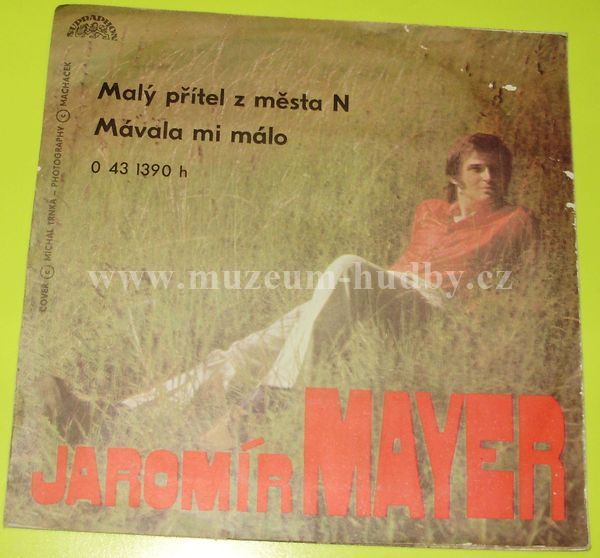 SUPRAPHON
Malý přítel z města N
Mávala mi málo
0 43 1390 h
COVER © MICHAL TRNKA – PHOTOGRAPHY © MACHÁČEK
www.muzeum-hudby.cz
JAROMÍR MAYER